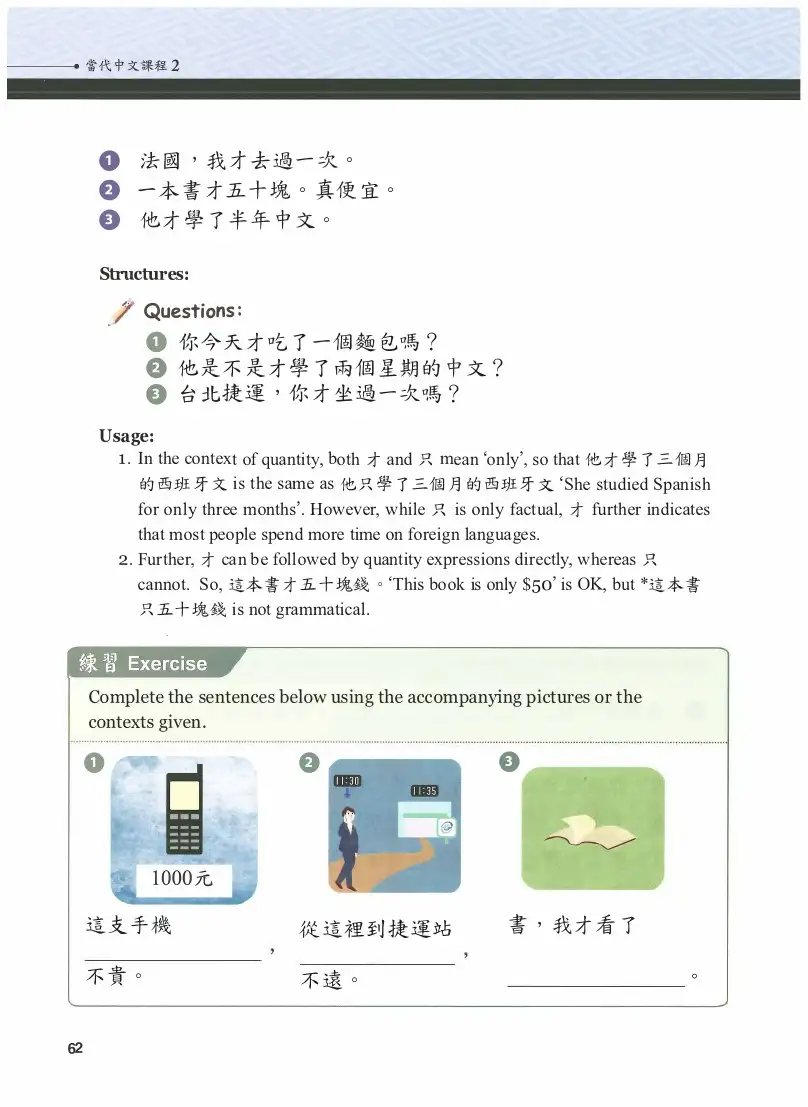 當代中文課程 2
1 法國，我才去過一次。
2 一本書才五十塊。真便宜。
3 他才學了半年中文。
Structures:
Questions:
1 你今天才吃了一個麵包嗎？
2 他是不是才學了兩個星期的中文？
3 台北捷運，你才坐過一次嗎？
Usage:
1. In the context of quantity, both 才 and 只 mean ‘only’, so that 他才學了三個月
的西班牙文 is the same as 他只學了三個月的西班牙文 ‘She studied Spanish
for only three months’. However, while 只 is only factual, 才 further indicates
that most people spend more time on foreign languages.
2. Further, 才 can be followed by quantity expressions directly, whereas 只
cannot. So, 這本書才五十塊錢。‘This book is only $50’ is OK, but *這本書
只五十塊錢 is not grammatical.
練習 Exercise
Complete the sentences below using the accompanying pictures or the
contexts given.
1
1000元
這支手機
，
不貴。
2
11:30
11:35
從這裡到捷運站
，
不遠。
3
書，我才看了
。
62